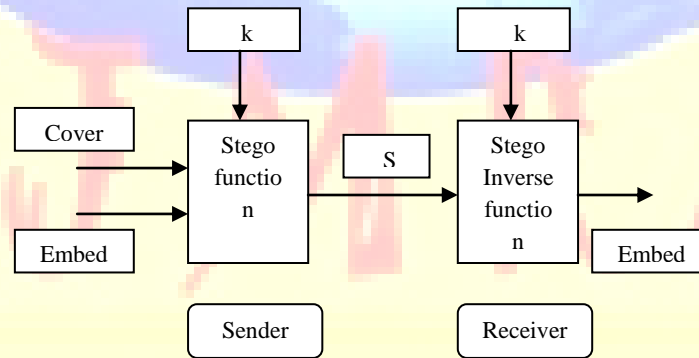 k
k
Cover
Stego
functio
n
S
Stego
Inverse
functio
n
Embed
Embed
Sender
Receiver